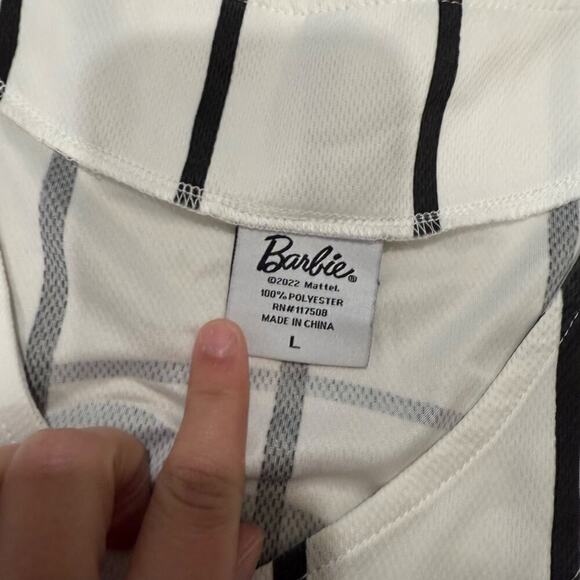 Barbie®
©2022 Mattel.
100% POLYESTER
RN#117508
MADE IN CHINA
L